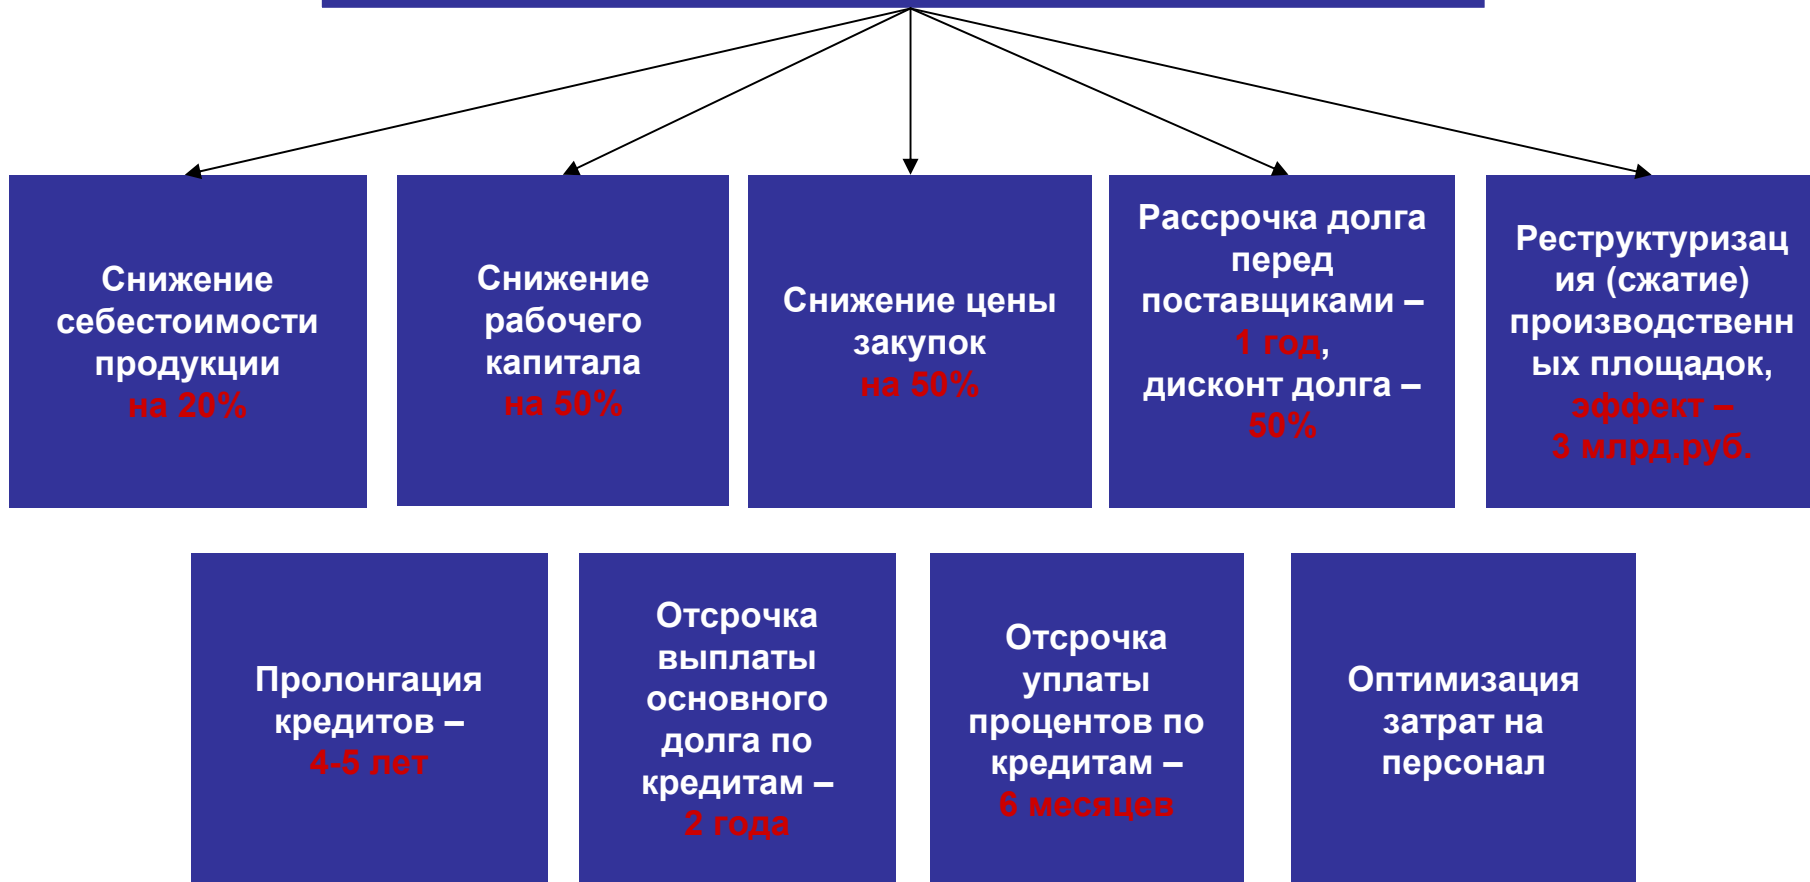 Снижение
себестоимости
продукции
на 20%
Снижение
рабочего
капитала
на 50%
Снижение цены
закупок
на 50%
Рассрочка долга
перед
поставщиками –
1 год,
дисконт долга –
50%
Реструктуризац
ия (сжатие)
производственн
ых площадок,
эффект –
3 млрд.руб.
Пролонгация
кредитов –
4-5 лет
Отсрочка
выплаты
основного
долга по
кредитам –
2 года
Отсрочка
уплаты
процентов по
кредитам –
6 месяцев
Оптимизация
затрат на
персонал